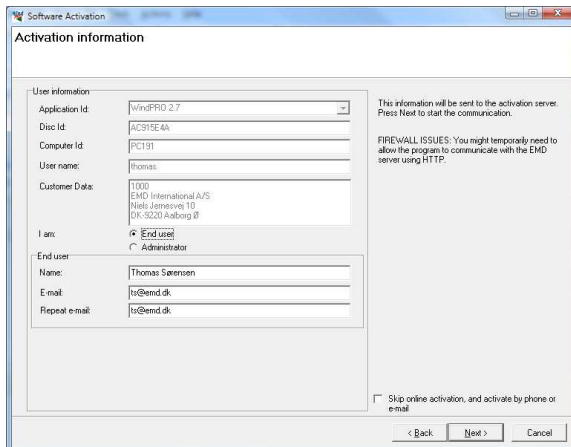 Software Activation
Activation information
User information
Application Id: WindPRO 2.7
Disc Id: AC915E4A
Computer Id: PC191
User name: thomas
Customer Data: 1000
EMD International A/S
Niels Jernesvej 10
DK-9220 Aalborg Ø
I am: End user
Administrator
End user
Name: Thomas Sørensen
E-mail: ts@emd.dk
Repeat e-mail: ts@emd.dk
This information will be sent to the activation server.
Press Next to start the communication.
FIREWALL ISSUES: You might temporarily need to
allow the program to communicate with the EMD
server using HTTP.
Skip online activation, and activate by phone or
e-mail
< Back
Next >
Cancel